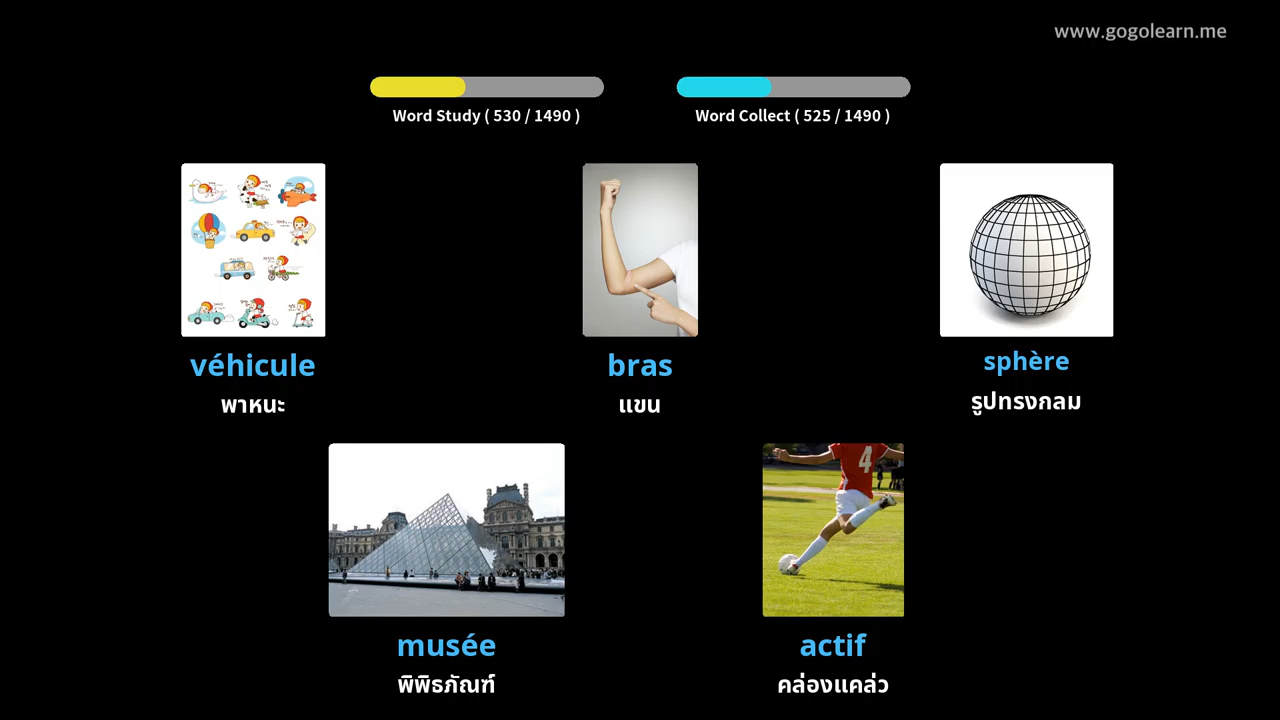 www.gogolearn.me
Word Study ( 530 / 1490 )
Word Collect ( 525 / 1490 )
véhicule
พาหนะ
bras
แขน
sphère
รูปทรงกลม
musée
พิพิธภัณฑ์
actif
คล่องแคล่ว
4